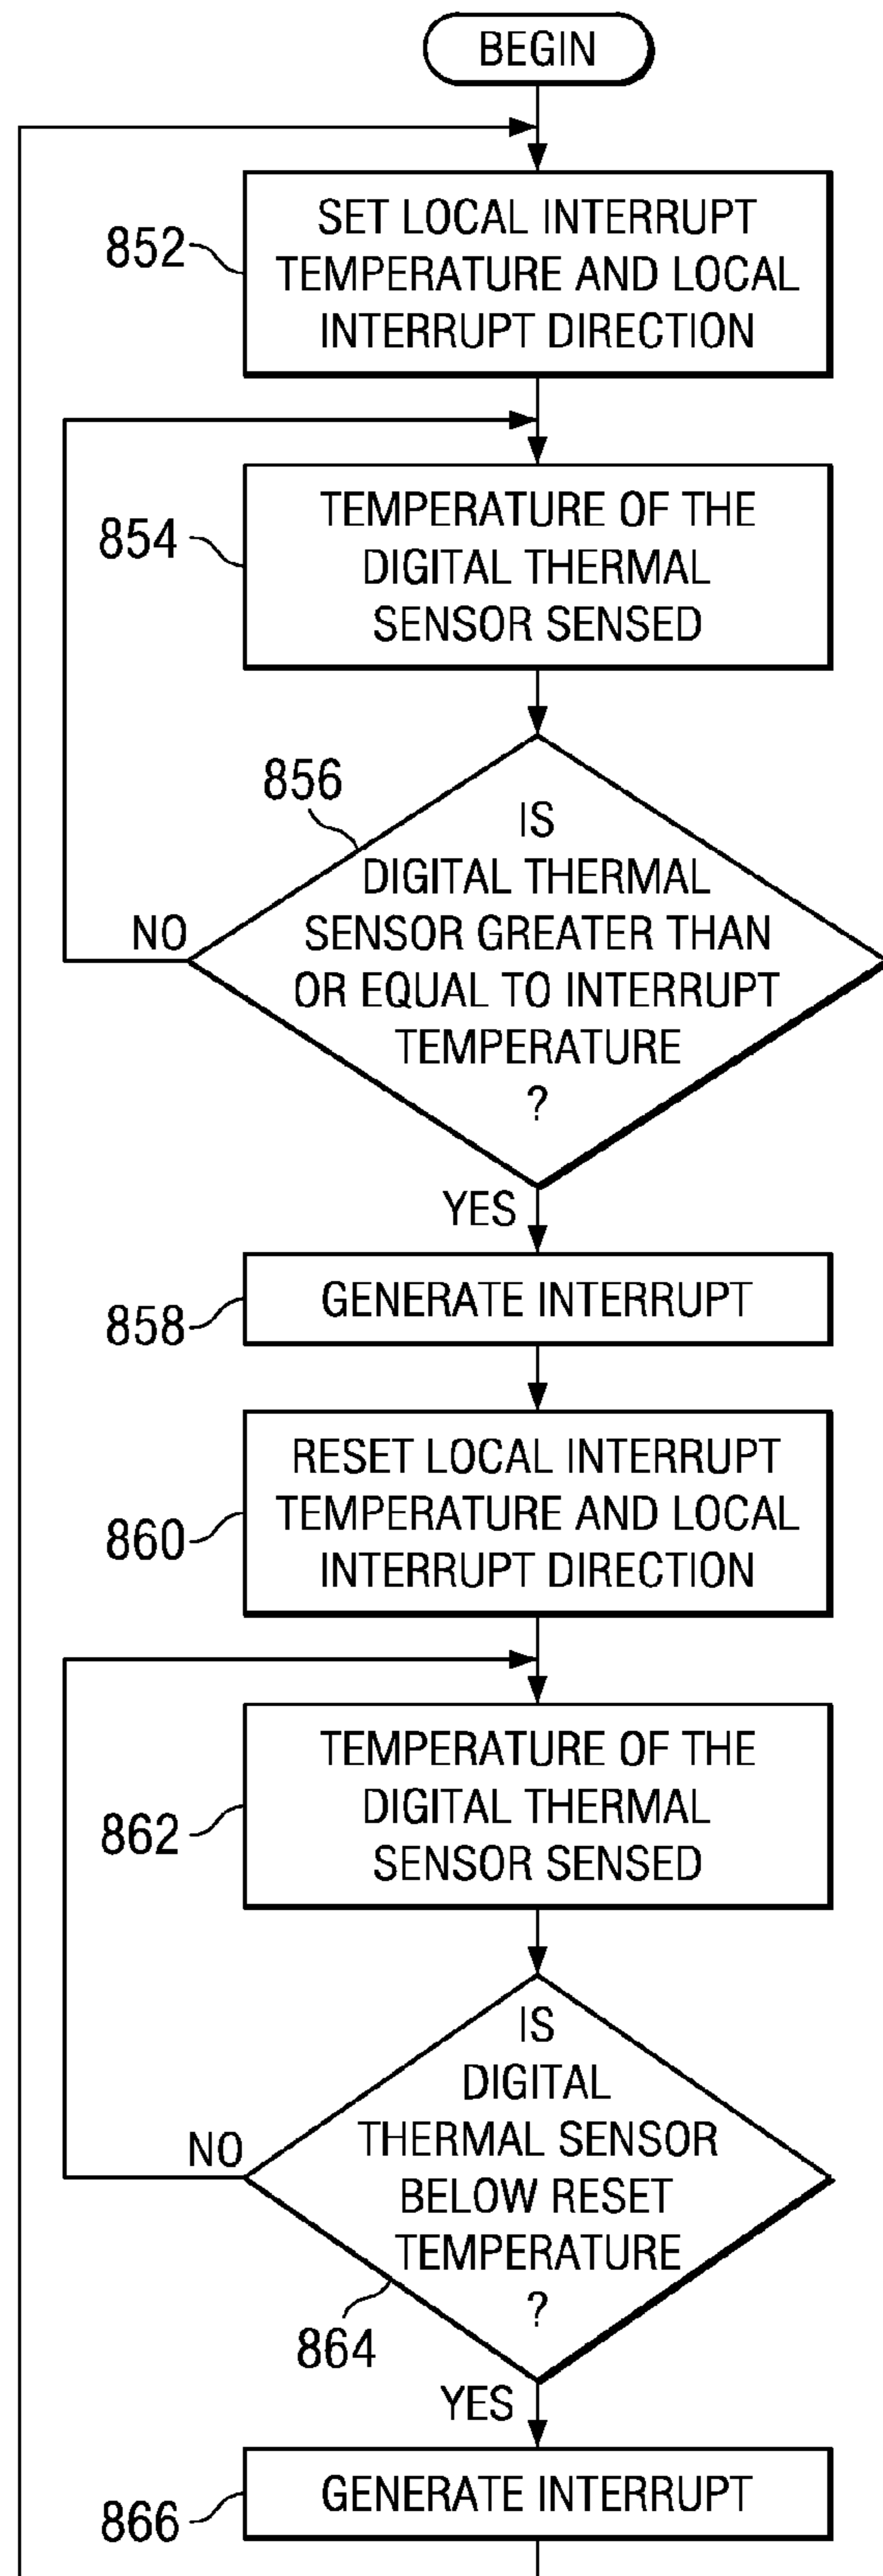 BEGIN
852
SET LOCAL INTERRUPT
TEMPERATURE AND LOCAL
INTERRUPT DIRECTION
854
TEMPERATURE OF THE
DIGITAL THERMAL
SENSOR SENSED
856
IS
DIGITAL THERMAL
SENSOR GREATER THAN
OR EQUAL TO INTERRUPT
TEMPERATURE
?
NO
YES
858
GENERATE INTERRUPT
860
RESET LOCAL INTERRUPT
TEMPERATURE AND LOCAL
INTERRUPT DIRECTION
862
TEMPERATURE OF THE
DIGITAL THERMAL
SENSOR SENSED
IS
DIGITAL
THERMAL SENSOR
BELOW RESET
TEMPERATURE
?
NO
864
YES
866
GENERATE INTERRUPT